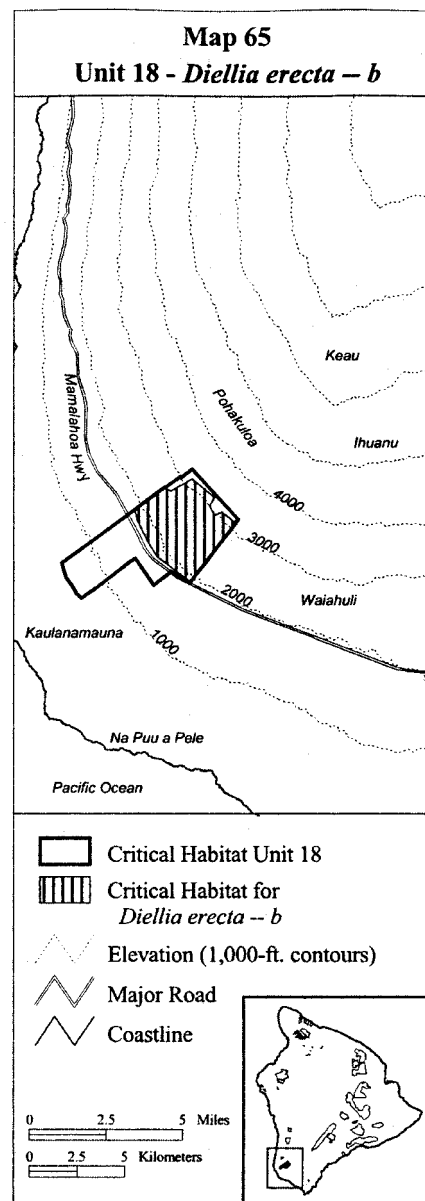 Map 65
Unit 18 - Diellia erecta -- b
Keau
Mamalahoa Hwy
Pohakuloa
Ihuanu
4000
3000
Waiahuli
2000
1000
Kaulanamauna
Na Puu a Pele
Pacific Ocean
Critical Habitat Unit 18
Critical Habitat for
Diellia erecta -- b
Elevation (1,000-ft. contours)
Major Road
Coastline
0 2.5 5 Miles
0 2.5 5 Kilometers